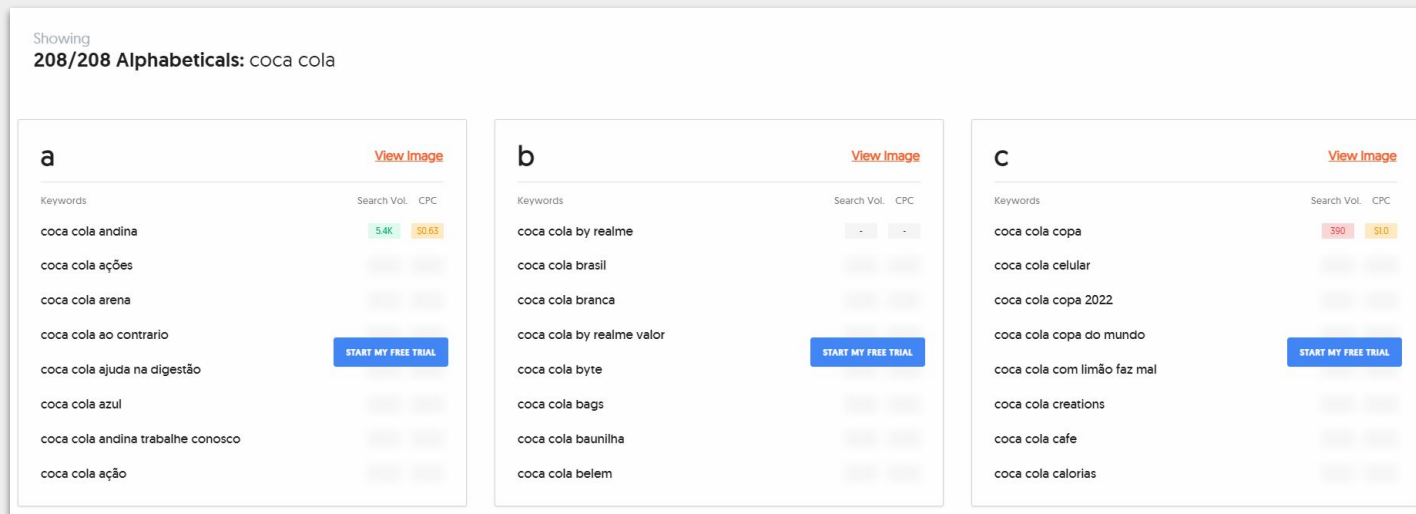 Showing
208/208 Alphabeticals: coca cola
a
View Image
Keywords
Search Vol.
CPC
coca cola andina
5.4K
$0.63
coca cola ações
coca cola arena
coca cola ao contrario
START MY FREE TRIAL
coca cola ajuda na digestão
coca cola azul
coca cola andina trabalhe conosco
coca cola ação
b
View Image
Keywords
Search Vol.
CPC
coca cola by realme
-
-
coca cola brasil
coca cola branca
coca cola by realme valor
START MY FREE TRIAL
coca cola byte
coca cola bags
coca cola baunilha
coca cola belem
c
View Image
Keywords
Search Vol.
CPC
coca cola copa
390
$1.0
coca cola celular
coca cola copa 2022
coca cola copa do mundo
START MY FREE TRIAL
coca cola com limão faz mal
coca cola creations
coca cola cafe
coca cola calorias